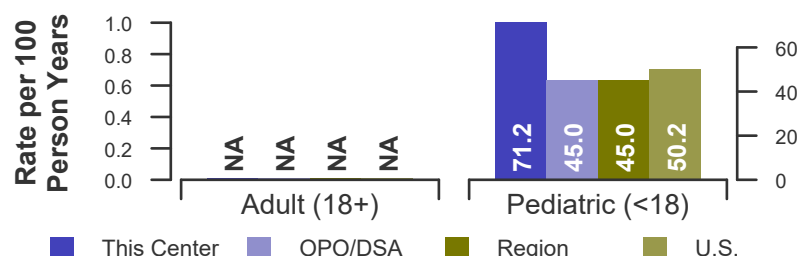 Rate per 100
Person Years
1.0
0.8
0.6
0.4
0.2
0.0
NA
NA
NA
NA
71.2
45.0
45.0
50.2
60
40
20
0
Adult (18+)
Pediatric (<18)
This Center
OPO/DSA
Region
U.S.